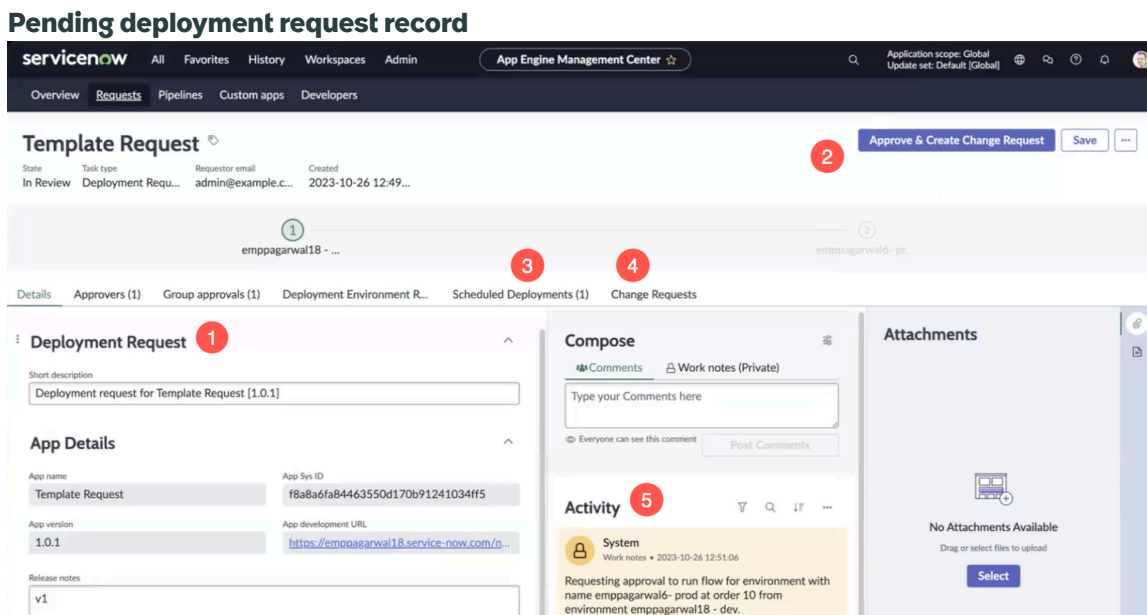 Pending deployment request record
servicenow All Favorites History Workspaces Admin App Engine Management Center Application scope: Global
Update set: Default [Global]
Overview Requests Pipelines Custom apps Developers
Template Request
2
Approve & Create Change Request Save
State Task type Requestor email Created
In Review Deployment Requ... admin@example.c... 2023-10-26 12:49...
1 2
emppagarwal18 - ... emppagarwal6- pr
3 4
Details Approvers (1) Group approvals (1) Deployment Environment R... Scheduled Deployments (1) Change Requests
Deployment Request 1
Short description
Deployment request for Template Request [1.0.1]
App Details
App name App Sys ID
Template Request f8a8a6fa84463550d170b91241034ff5
App version App development URL
1.0.1 https://emppagarwal18.service-now.com/n...
Release notes
v1
Compose
Comments Work notes (Private)
Type your Comments here
Everyone can see this comment Post Comments
Activity 5
System
Work notes • 2023-10-26 12:51:06
Requesting approval to run flow for environment with
name emppagarwal6- prod at order 10 from
environment emppagarwal18 - dev.
Attachments
No Attachments Available
Drag or select files to upload
Select